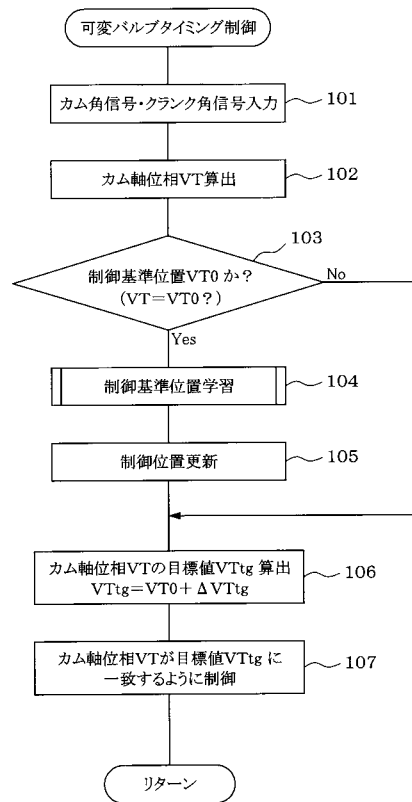 可変バルブタイミング制御
カム角信号・クランク角信号入力
101
カム軸位相VT算出
102
103
制御基準位置VT0か?
(VT=VT0?)
No
Yes
制御基準位置学習
104
制御位置更新
105
カム軸位相VTの目標値VTtg 算出
VTtg=VT0+ΔVTtg
106
カム軸位相VTが目標値VTtg に
一致するように制御
107
リターン